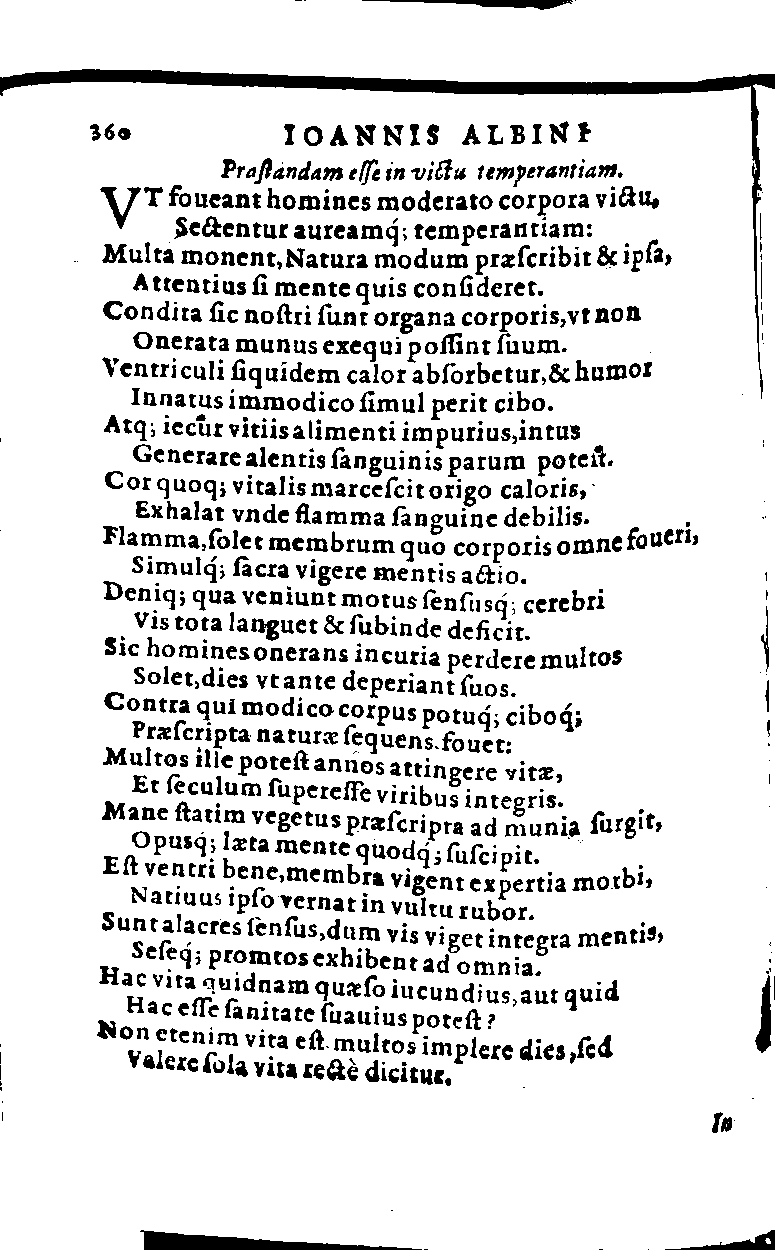 360 IOANNIS ALBINI
Præſtandam eſſe in victu temperantiam.
VT foueant homines moderato corpora victu,
Sectentur auream´q; temperantiam:
Multa monent, Natura modum præſcribit & ipſa,
Attentius ſi mente quis conſideret.
Condita ſic noſtri ſunt organa corporis, vt non
Onerata munus exequi poſſint ſuum.
Ventriculi ſiquidem calor abſorbetur, & humor
Innatus immodico ſimul perit cibo.
Atq; iecur vitiis alimenti impurius, intus
Generare alentis ſanguinis parum poteſt.
Cor quoq; vitalis marceſcit origo caloris,
Exhalat vnde flamma ſanguine debilis.
Flamma, ſolet membrum quo corporis omne foueri,
Simul´q; ſacra vigere mentis actio.
Deniq; qua veniunt motus ſenſus´q; cerebri
Vis tota languet & ſubinde deficit.
Sic homines onerans incuria perdere multos
Solet, dies vt ante deperiant ſuos.
Contra qui modico corpus potu´q; cibo´q;
Præſcripta naturæ ſequens fouet:
Multos ille poteſt annos attingere vitæ,
Et ſeculum ſupereſſe viribus integris.
Mane ſtatim vegetus præſcripta ad munia ſurgit,
Opus´q; læta mente quod´q; ſuſcipit.
Eſt ventri bene, membra vigent expertia morbi,
Natiuus ipſo vernat in vultu rubor.
Sunt alacres ſenſus, dum vis viget integra mentis,
Seſe´q; promtos exhibent ad omnia.
Hac vita quidnam quæſo iucundius, aut quid
Hac eſſe ſanitate ſuauius poteſt?
Non etenim vita eſt multos implere dies, ſed
Valere ſola vita rectè dicitur.
In